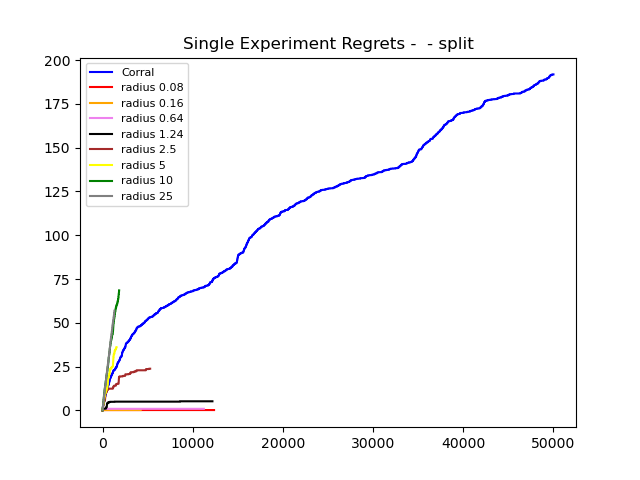 Single Experiment Regrets -  - split
200
175
150
125
100
75
50
25
0
Corral
radius 0.08
radius 0.16
radius 0.64
radius 1.24
radius 2.5
radius 5
radius 10
radius 25
0 10000 20000 30000 40000 50000